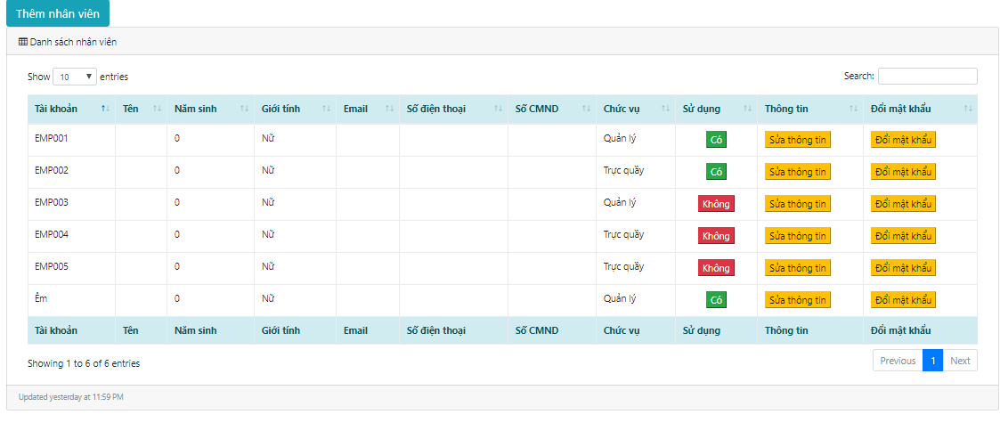 Thêm nhân viên
Danh sách nhân viên
Show 10 entries Search:
Tài khoản Tên Năm sinh Giới tính Email Số điện thoại Số CMND Chức vụ Sử dụng Thông tin Đổi mật khẩu
EMP001 0 Nữ Quản lý Có Sửa thông tin Đổi mật khẩu
EMP002 0 Nữ Trực quầy Có Sửa thông tin Đổi mật khẩu
EMP003 0 Nữ Quản lý Không Sửa thông tin Đổi mật khẩu
EMP004 0 Nữ Trực quầy Không Sửa thông tin Đổi mật khẩu
EMP005 0 Nữ Trực quầy Không Sửa thông tin Đổi mật khẩu
Êm 0 Nữ Quản lý Có Sửa thông tin Đổi mật khẩu
Tài khoản Tên Năm sinh Giới tính Email Số điện thoại Số CMND Chức vụ Sử dụng Thông tin Đổi mật khẩu
Showing 1 to 6 of 6 entries Previous 1 Next
Updated yesterday at 11:59 PM